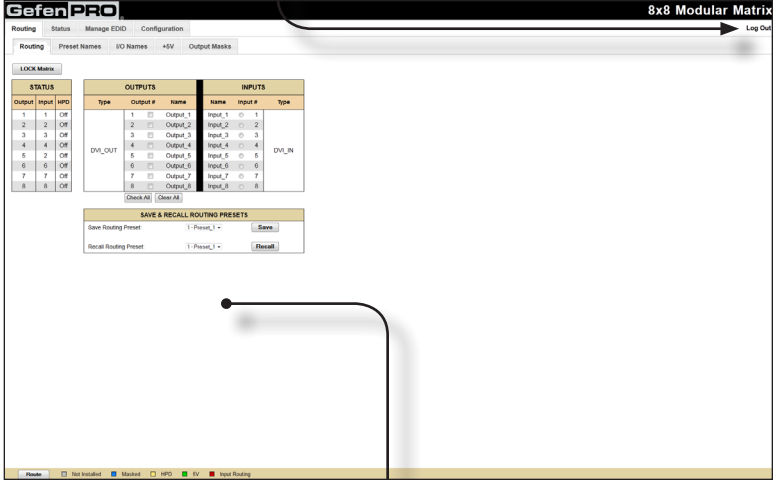 Gefen PRO 8x8 Modular Matrix
Routing Status Manage EDID Configuration Log Out
Routing Preset Names I/O Names +5V Output Masks
LOCK Matrix
STATUS OUTPUTS INPUTS
Output Input HPD Type Output # Name Name Input # Type
1 1 Off 1 Output_1 Input_1 1
2 2 Off 2 Output_2 Input_2 2
3 3 Off 3 Output_3 Input_3 3
4 4 Off 4 Output_4 Input_4 4
DVI_OUT DVI_IN
5 2 Off 5 Output_5 Input_5 5
6 6 Off 6 Output_6 Input_6 6
7 7 Off 7 Output_7 Input_7 7
8 8 Off 8 Output_8 Input_8 8
Check All Clear All
SAVE & RECALL ROUTING PRESETS
Save Routing Preset: 1 - Preset_1 Save
Recall Routing Preset: 1 - Preset_1 Recall
Route Not Installed Masked HPD 5V Input Routing